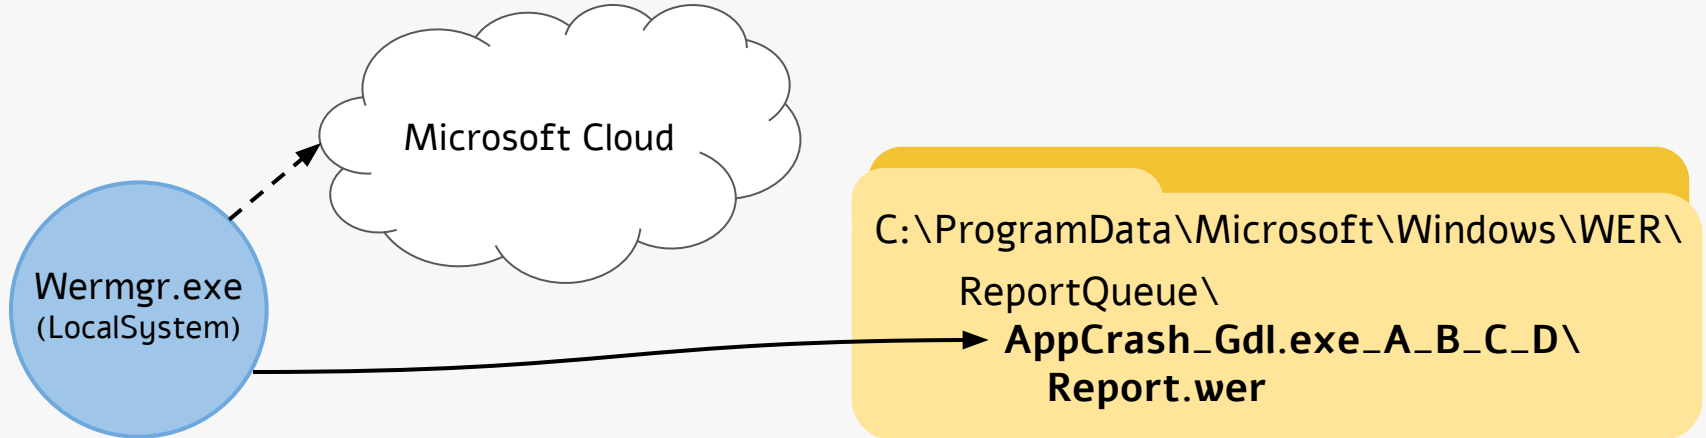 Microsoft Cloud
Wermgr.exe
(LocalSystem)
C:\ProgramData\Microsoft\Windows\WER\
ReportQueue\
AppCrash_Gdl.exe_A_B_C_D\
Report.wer